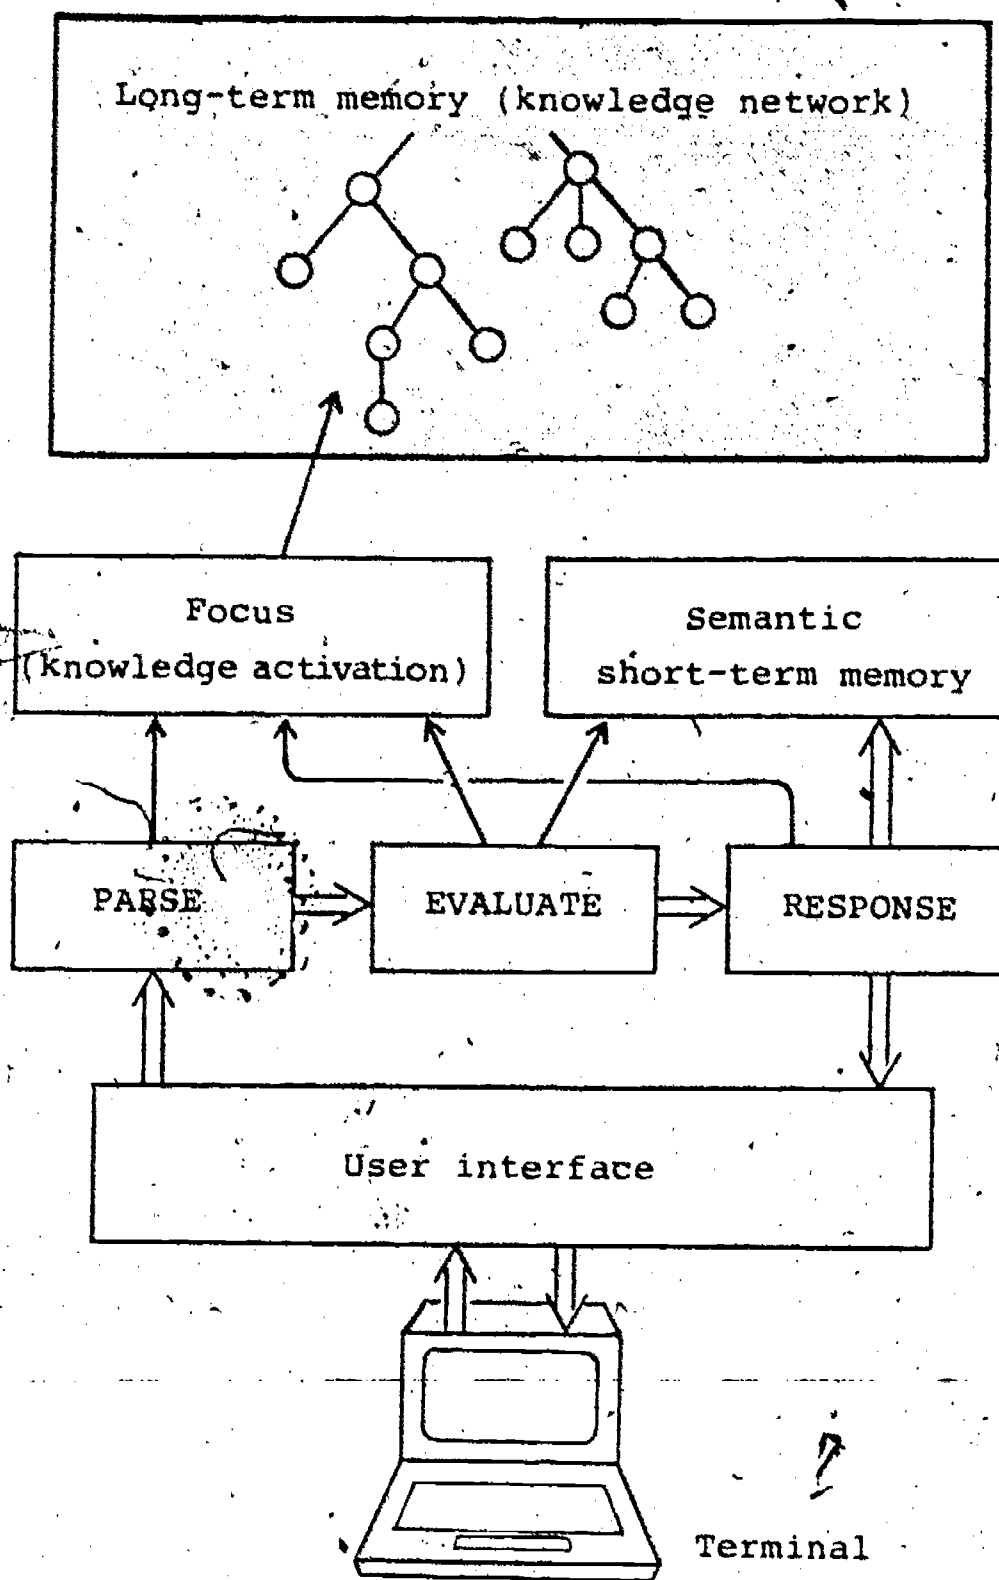 Long-term memory (knowledge network)
Focus
(knowledge activation)
Semantic
short-term memory
PARSE
EVALUATE
RESPONSE
User interface
Terminal